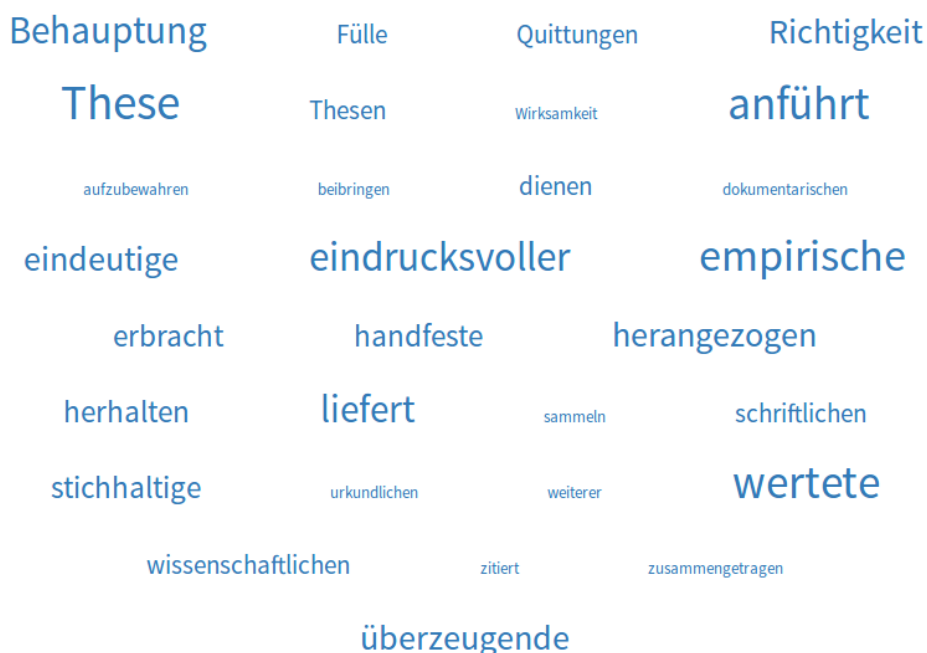 Behauptung Fülle Quittungen Richtigkeit
These Thesen Wirksamkeit anführt
aufzubewahren beibringen dienen dokumentarischen
eindeutige eindrucksvoller empirische
erbracht handfeste herangezogen
herhalten liefert sammeln schriftlichen
stichhaltige urkundlichen weiterer wertete
wissenschaftlichen zitiert zusammengetragen
überzeugende